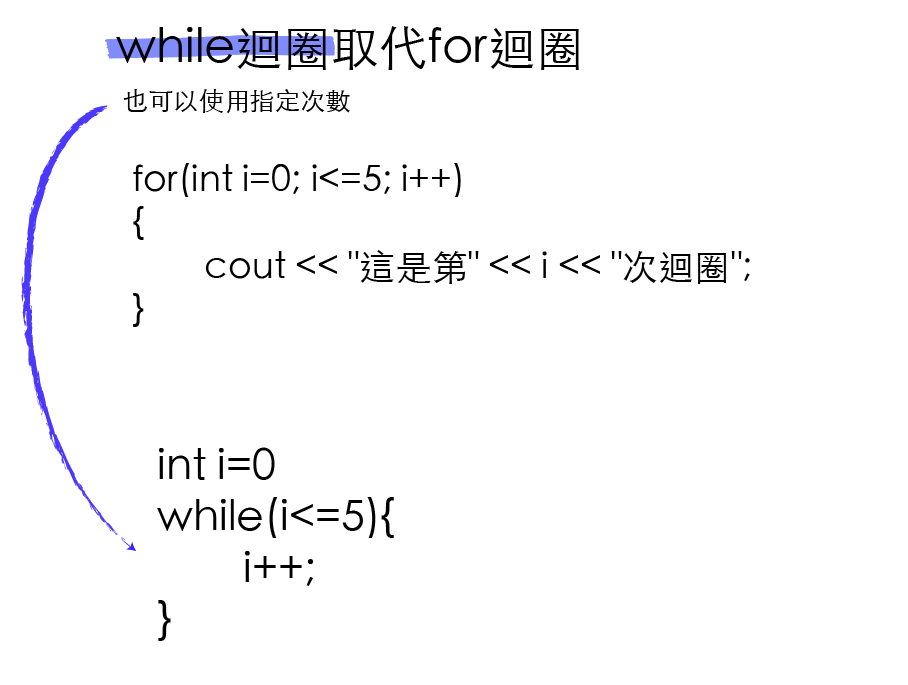 while迴圈取代for迴圈
也可以使用指定次數
for(int i=0; i<=5; i++)
{
cout << "這是第" << i << "次迴圈";
}
int i=0
while(i<=5){
i++;
}